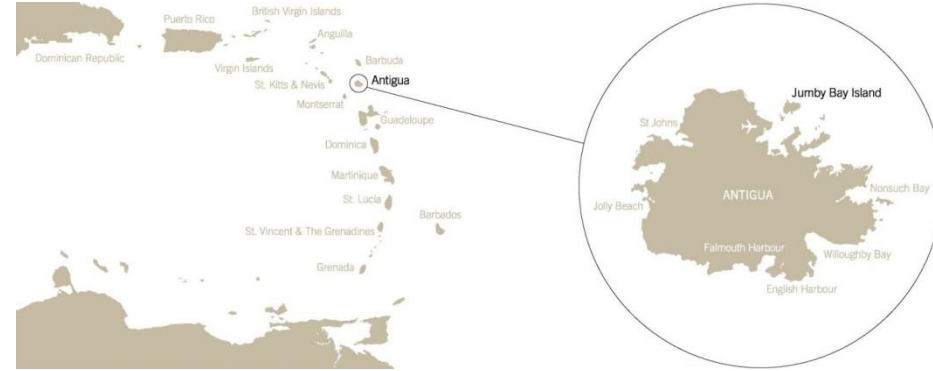 British Virgin Islands
Puerto Rico
Anguilla
Dominican Republic
Virgin Islands
Barbuda
St. Kitts & Nevis
Antigua
Montserrat
Guadeloupe
Dominica
Martinique
St. Lucia
Barbados
St. Vincent & The Grenadines
Grenada
Jumby Bay Island
St Johns
Nonsuch Bay
ANTIGUA
Jolly Beach
Falmouth Harbour
Willoughby Bay
English Harbour